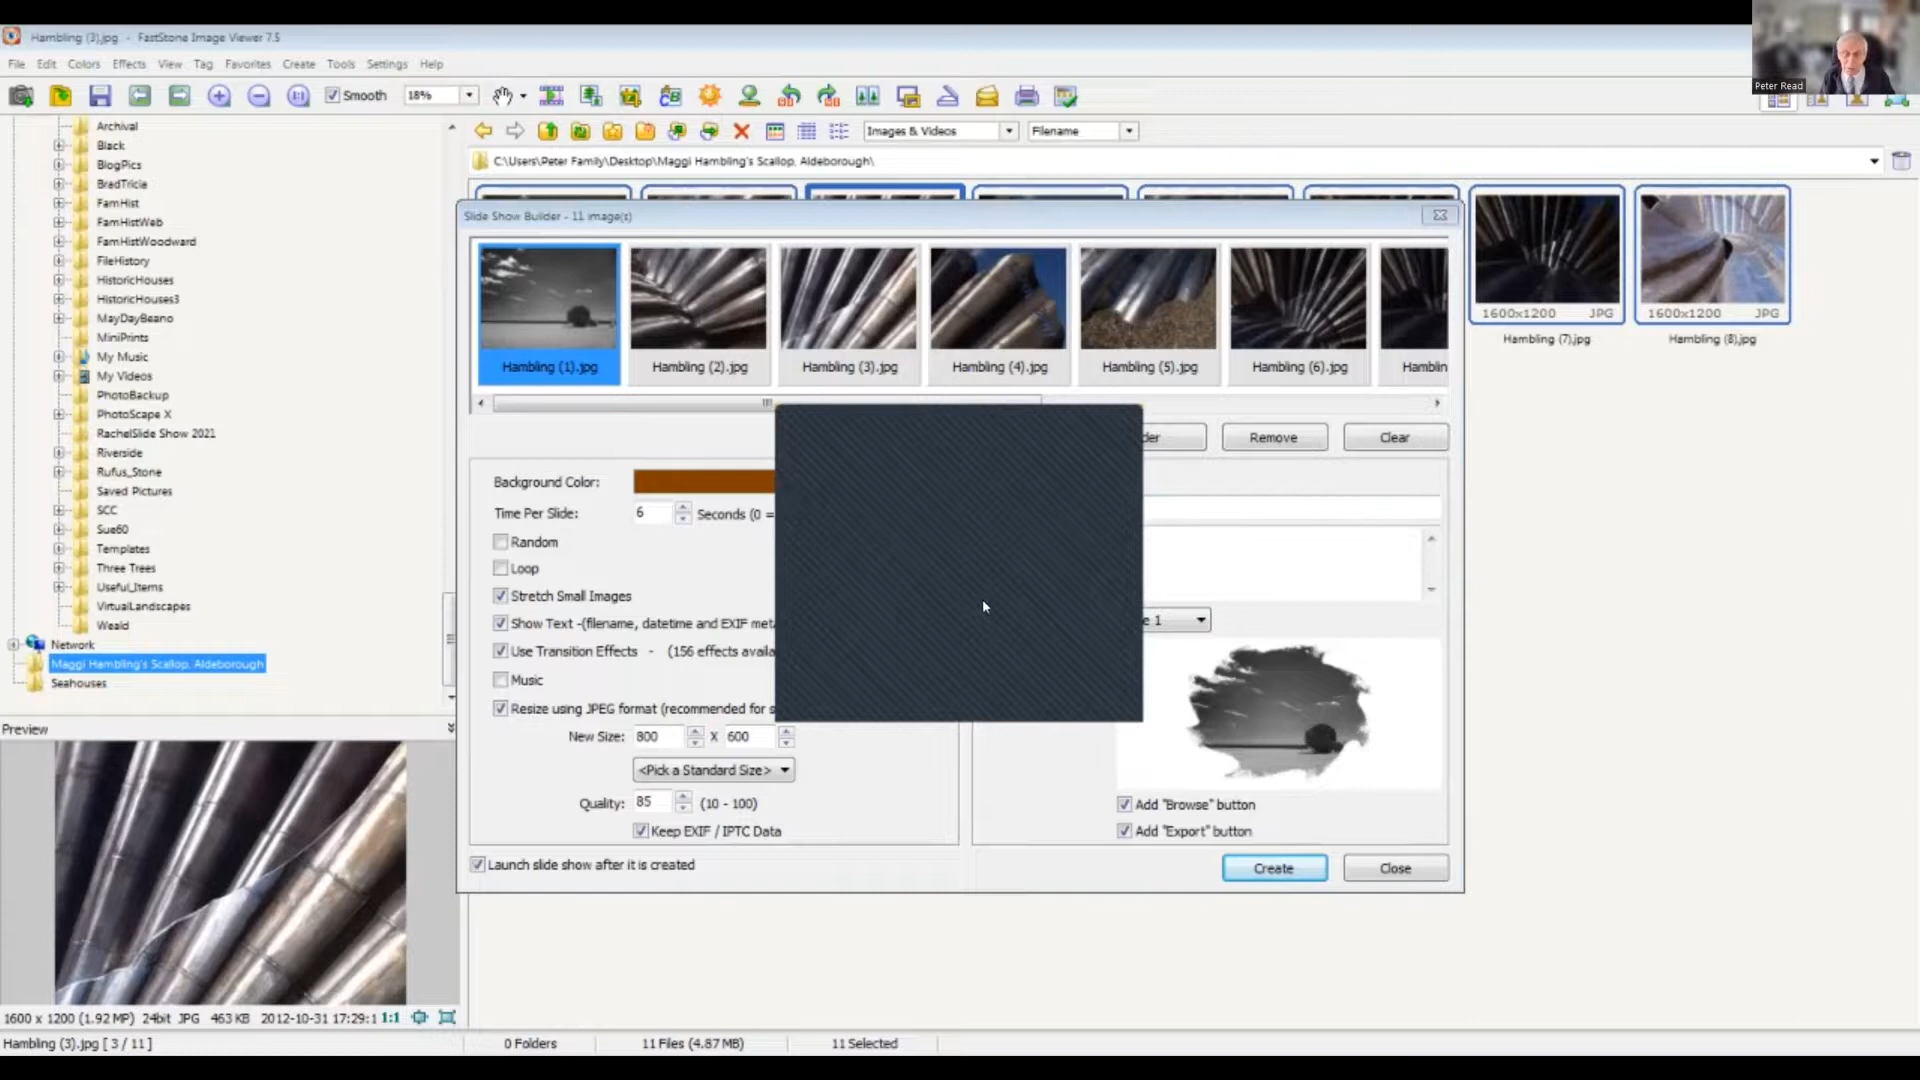 Hambling (3).jpg - FastStone Image Viewer 7.5
Peter Read
File Edit Colors Effects View Tag Favorites Create Tools Settings Help
Smooth 18%
Images & Videos Filename
C:\Users\Peter Family\Desktop\Maggi Hambling's Scallop, Aldeborough\
Archival
Black
BlogPics
BradTricia
FamHist
FamHistWeb
FamHistWoodward
FileHistory
HistoricHouses
HistoricHouses3
MayDayBeano
MiniPrints
My Music
My Videos
PhotoBackup
PhotoScape X
RachelSlide Show 2021
Riverside
Rufus_Stone
Saved Pictures
SCC
Sue60
Templates
Three Trees
Useful_Items
VirtualLandscapes
Weald
Network
Maggi Hambling's Scallop, Aldeborough
Seahouses
Preview
1600 x 1200 (1.92 MP) 24bit JPG 463 KB 2012-10-31 17:29:1 1:1
Hambling (3).jpg [ 3 / 11 ]
0 Folders
11 Files (4.87 MB)
11 Selected
Slide Show Builder - 11 image(s)
Hambling (1).jpg
Hambling (2).jpg
Hambling (3).jpg
Hambling (4).jpg
Hambling (5).jpg
Hambling (6).jpg
Hamblin
1600x1200 JPG
Hambling (7).jpg
1600x1200 JPG
Hambling (8).jpg
der
Remove
Clear
Background Color:
Time Per Slide: 6 Seconds (0 =
Random
Loop
Stretch Small Images
Show Text -(filename, datetime and EXIF meta
Use Transition Effects - (156 effects availa
Music
Resize using JPEG format (recommended for s
New Size: 800 X 600
<Pick a Standard Size>
Quality: 85 (10 - 100)
Keep EXIF / IPTC Data
e 1
Add "Browse" button
Add "Export" button
Launch slide show after it is created
Create
Close